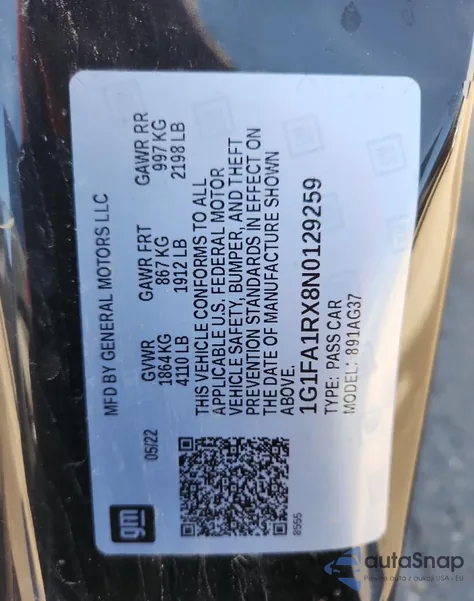 MFD BY GENERAL MOTORS LLC
05/22
GVWR GAWR FRT GAWR RR
1864 KG 867 KG 997 KG
4110 LB 1912 LB 2198 LB
THIS VEHICLE CONFORMS TO ALL
APPLICABLE U.S. FEDERAL MOTOR
VEHICLE SAFETY, BUMPER, AND THEFT
PREVENTION STANDARDS IN EFFECT ON
THE DATE OF MANUFACTURE SHOWN
ABOVE.
1G1FA1RX8N0129259
TYPE: PASS CAR
MODEL: 891AG37
gm
8555
autaSnap